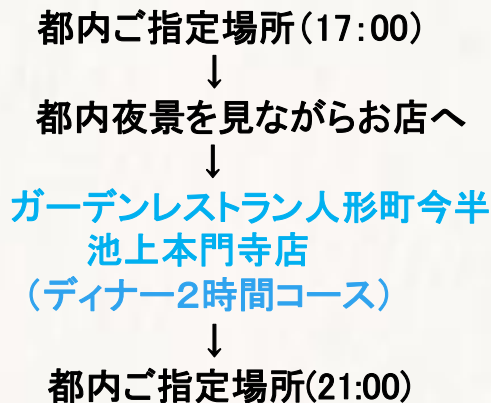 都内ご指定場所（17：00）
↓
都内夜景を見ながらお店へ
↓
ガーデンレストラン人形町今半
池上本門寺店
（ディナー２時間コース）
↓
都内ご指定場所(21:00)